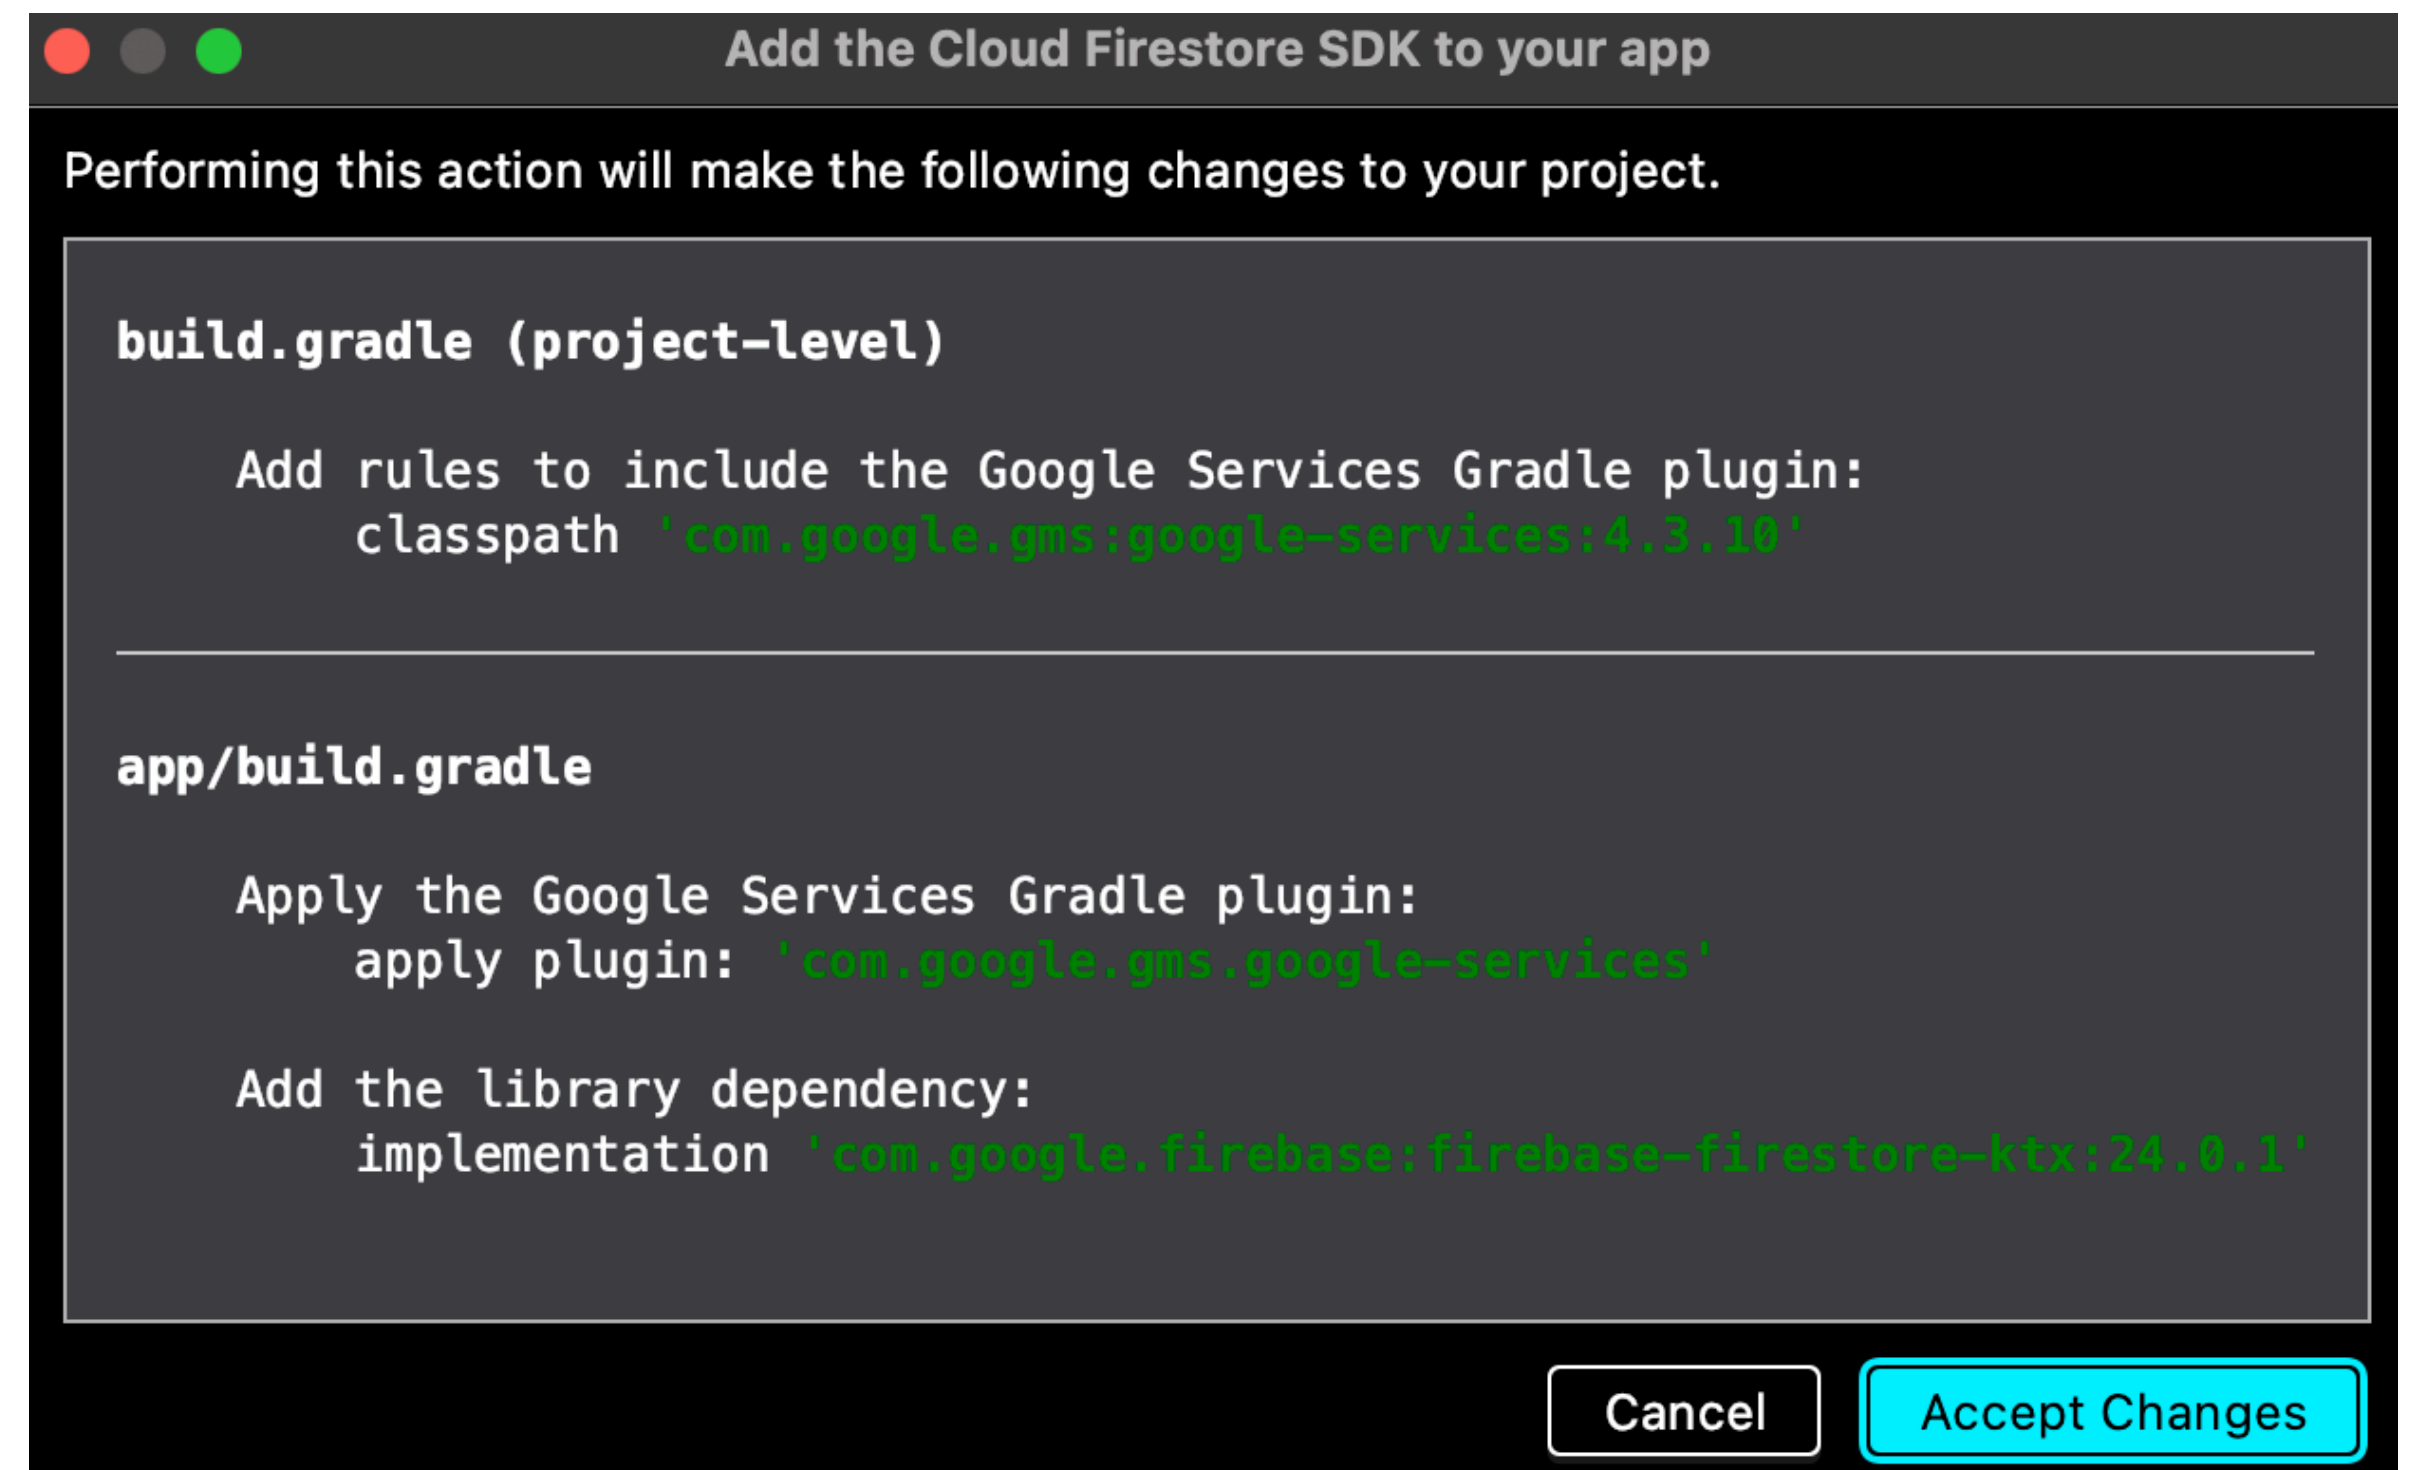 Add the Cloud Firestore SDK to your app
Performing this action will make the following changes to your project.
build.gradle (project-level)
Add rules to include the Google Services Gradle plugin:
classpath 'com.google.gms:google-services:4.3.10'
app/build.gradle
Apply the Google Services Gradle plugin:
apply plugin: 'com.google.gms.google-services'
Add the library dependency:
implementation 'com.google.firebase:firebase-firestore-ktx:24.0.1'
Cancel
Accept Changes